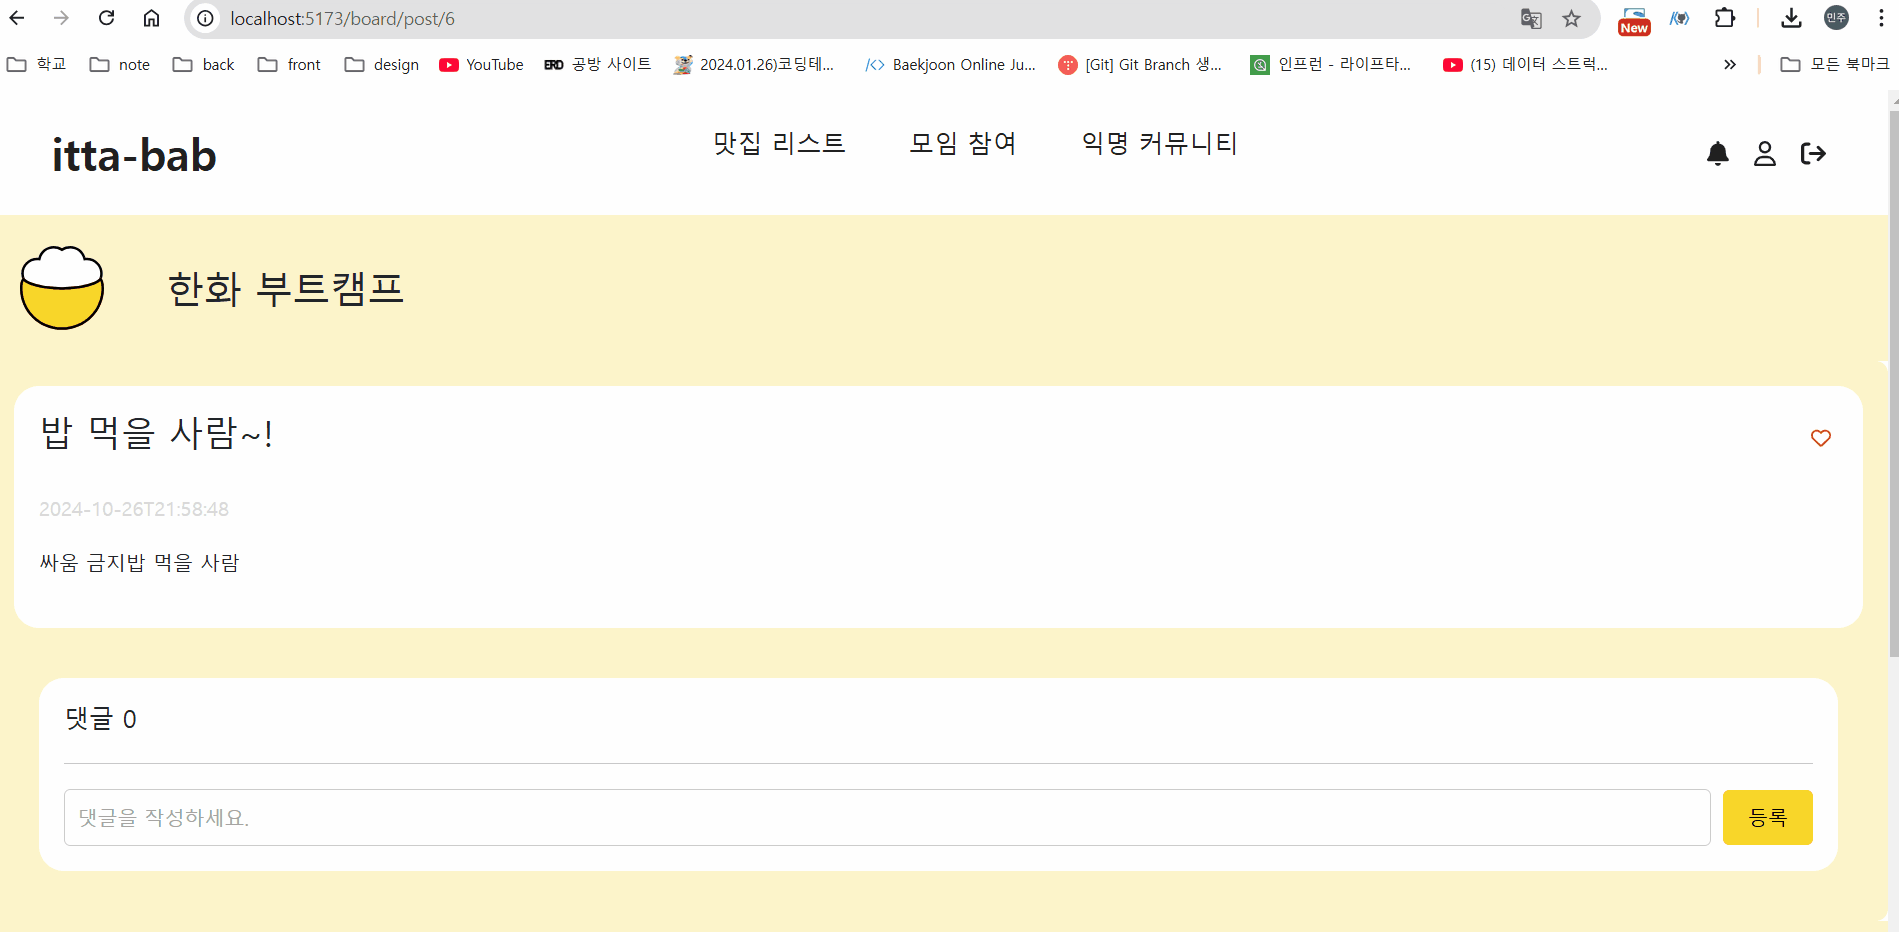 localhost:5173/board/post/6
New
민주
학교
note
back
front
design
YouTube
ERD 공방 사이트
2024.01.26)코딩테...
Baekjoon Online Ju...
[Git] Git Branch 생...
인프런 - 라이프타...
(15) 데이터 스트럭...
»
모든 북마크
itta-bab
맛집 리스트
모임 참여
익명 커뮤니티
한화 부트캠프
밥 먹을 사람~!
2024-10-26T21:58:48
싸움 금지밥 먹을 사람
댓글 0
댓글을 작성하세요.
등록